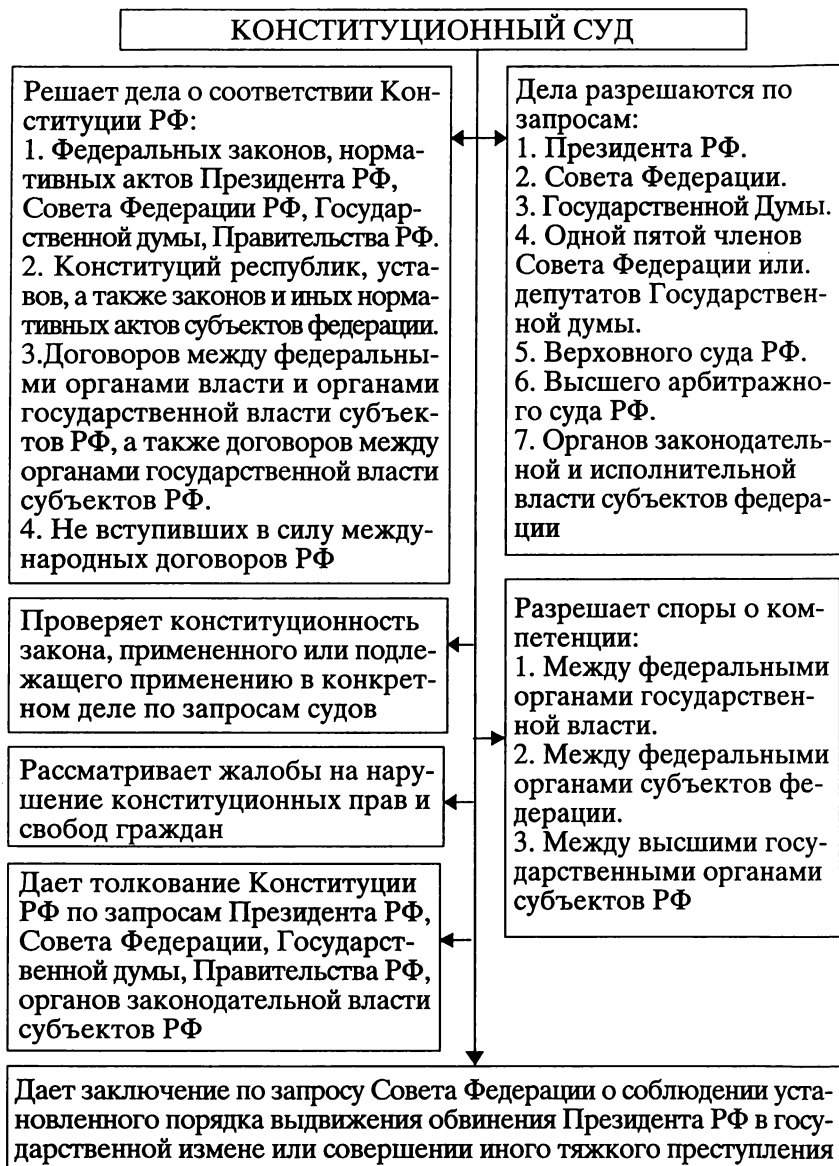 КОНСТИТУЦИОННЫЙ СУД
Решает дела о соответствии Кон-
ституции РФ:
1. Федеральных законов, норма-
тивных актов Президента РФ,
Совета Федерации РФ, Государ-
ственной думы, Правительства РФ.
2. Конституций республик, уста-
вов, а также законов и иных норма-
тивных актов субъектов федерации.
3.Договоров между федеральны-
ми органами власти и органами
государственной власти субъек-
тов РФ, а также договоров между
органами государственной власти
субъектов РФ.
4. Не вступивших в силу между-
народных договоров РФ
Дела разрешаются по
запросам:
1. Президента РФ.
2. Совета Федерации.
3. Государственной Думы.
4. Одной пятой членов
Совета Федерации или.
депутатов Государствен-
ной думы.
5. Верховного суда РФ.
6. Высшего арбитражно-
го суда РФ.
7. Органов законодатель-
ной и исполнительной
власти субъектов федера-
ции
Проверяет конституционность
закона, примененного или подле-
жащего применению в конкрет-
ном деле по запросам судов
Рассматривает жалобы на нару-
шение конституционных прав и
свобод граждан
Дает толкование Конституции
РФ по запросам Президента РФ,
Совета Федерации, Государст-
венной думы, Правительства РФ,
органов законодательной власти
субъектов РФ
Разрешает споры о ком-
петенции:
1. Между федеральными
органами государствен-
ной власти.
2. Между федеральными
органами субъектов фе-
дерации.
3. Между высшими госу-
дарственными органами
субъектов РФ
Дает заключение по запросу Совета Федерации о соблюдении уста-
новленного порядка выдвижения обвинения Президента РФ в госу-
дарственной измене или совершении иного тяжкого преступления